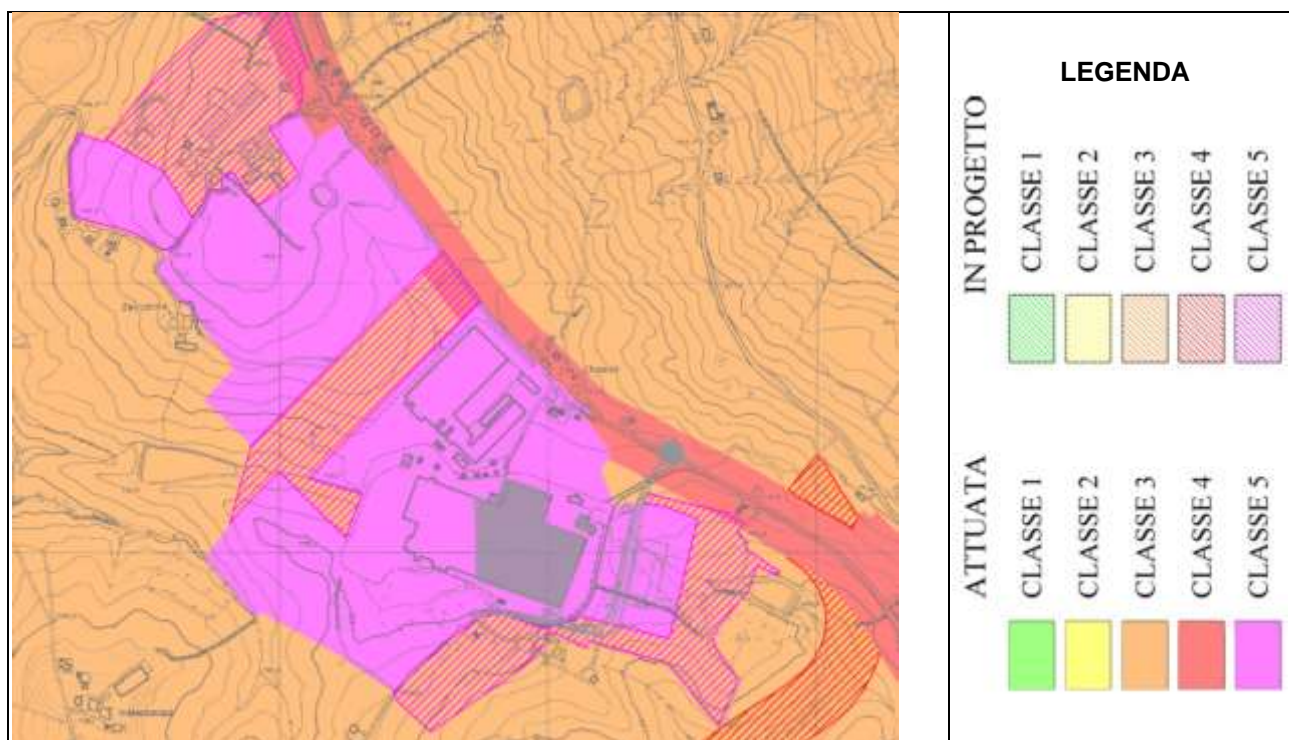 LEGENDA
IN PROGETTO
CLASSE 1
CLASSE 2
CLASSE 3
CLASSE 4
CLASSE 5
ATTUATA
CLASSE 1
CLASSE 2
CLASSE 3
CLASSE 4
CLASSE 5